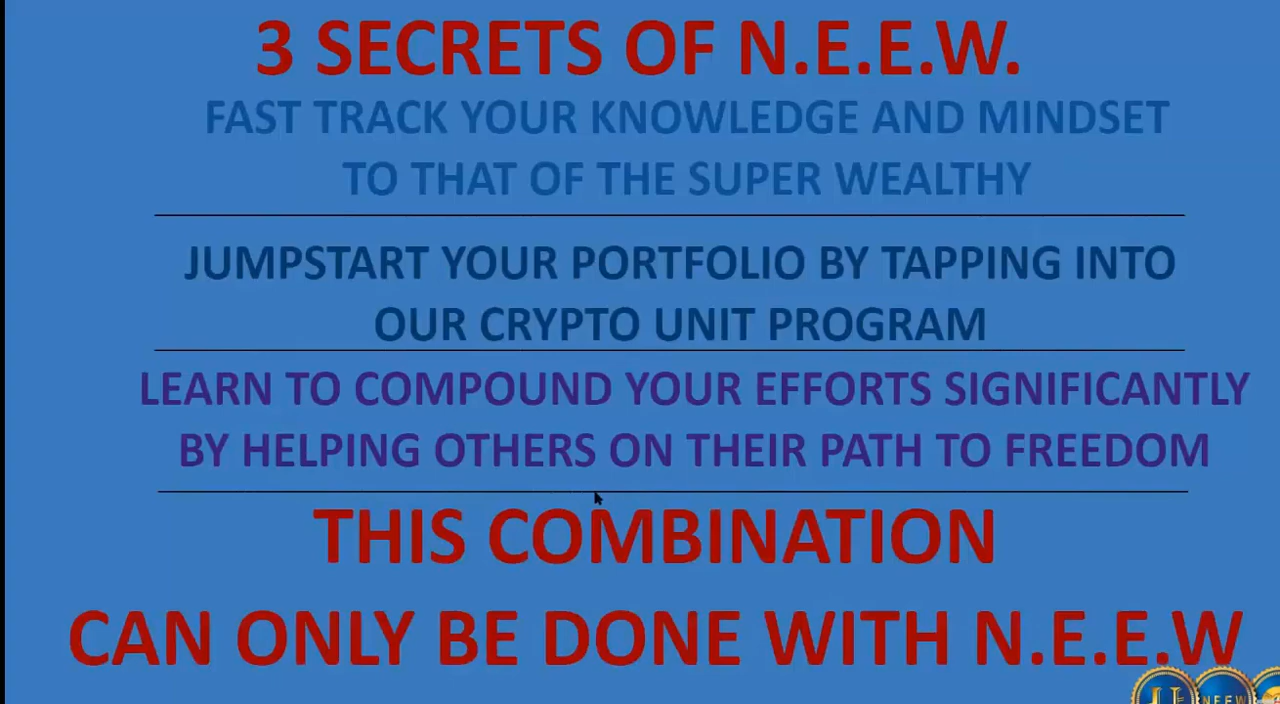 3 SECRETS OF N.E.E.W.
FAST TRACK YOUR KNOWLEDGE AND MINDSET
TO THAT OF THE SUPER WEALTHY
JUMPSTART YOUR PORTFOLIO BY TAPPING INTO
OUR CRYPTO UNIT PROGRAM
LEARN TO COMPOUND YOUR EFFORTS SIGNIFICANTLY
BY HELPING OTHERS ON THEIR PATH TO FREEDOM
THIS COMBINATION
CAN ONLY BE DONE WITH N.E.E.W
NEEW